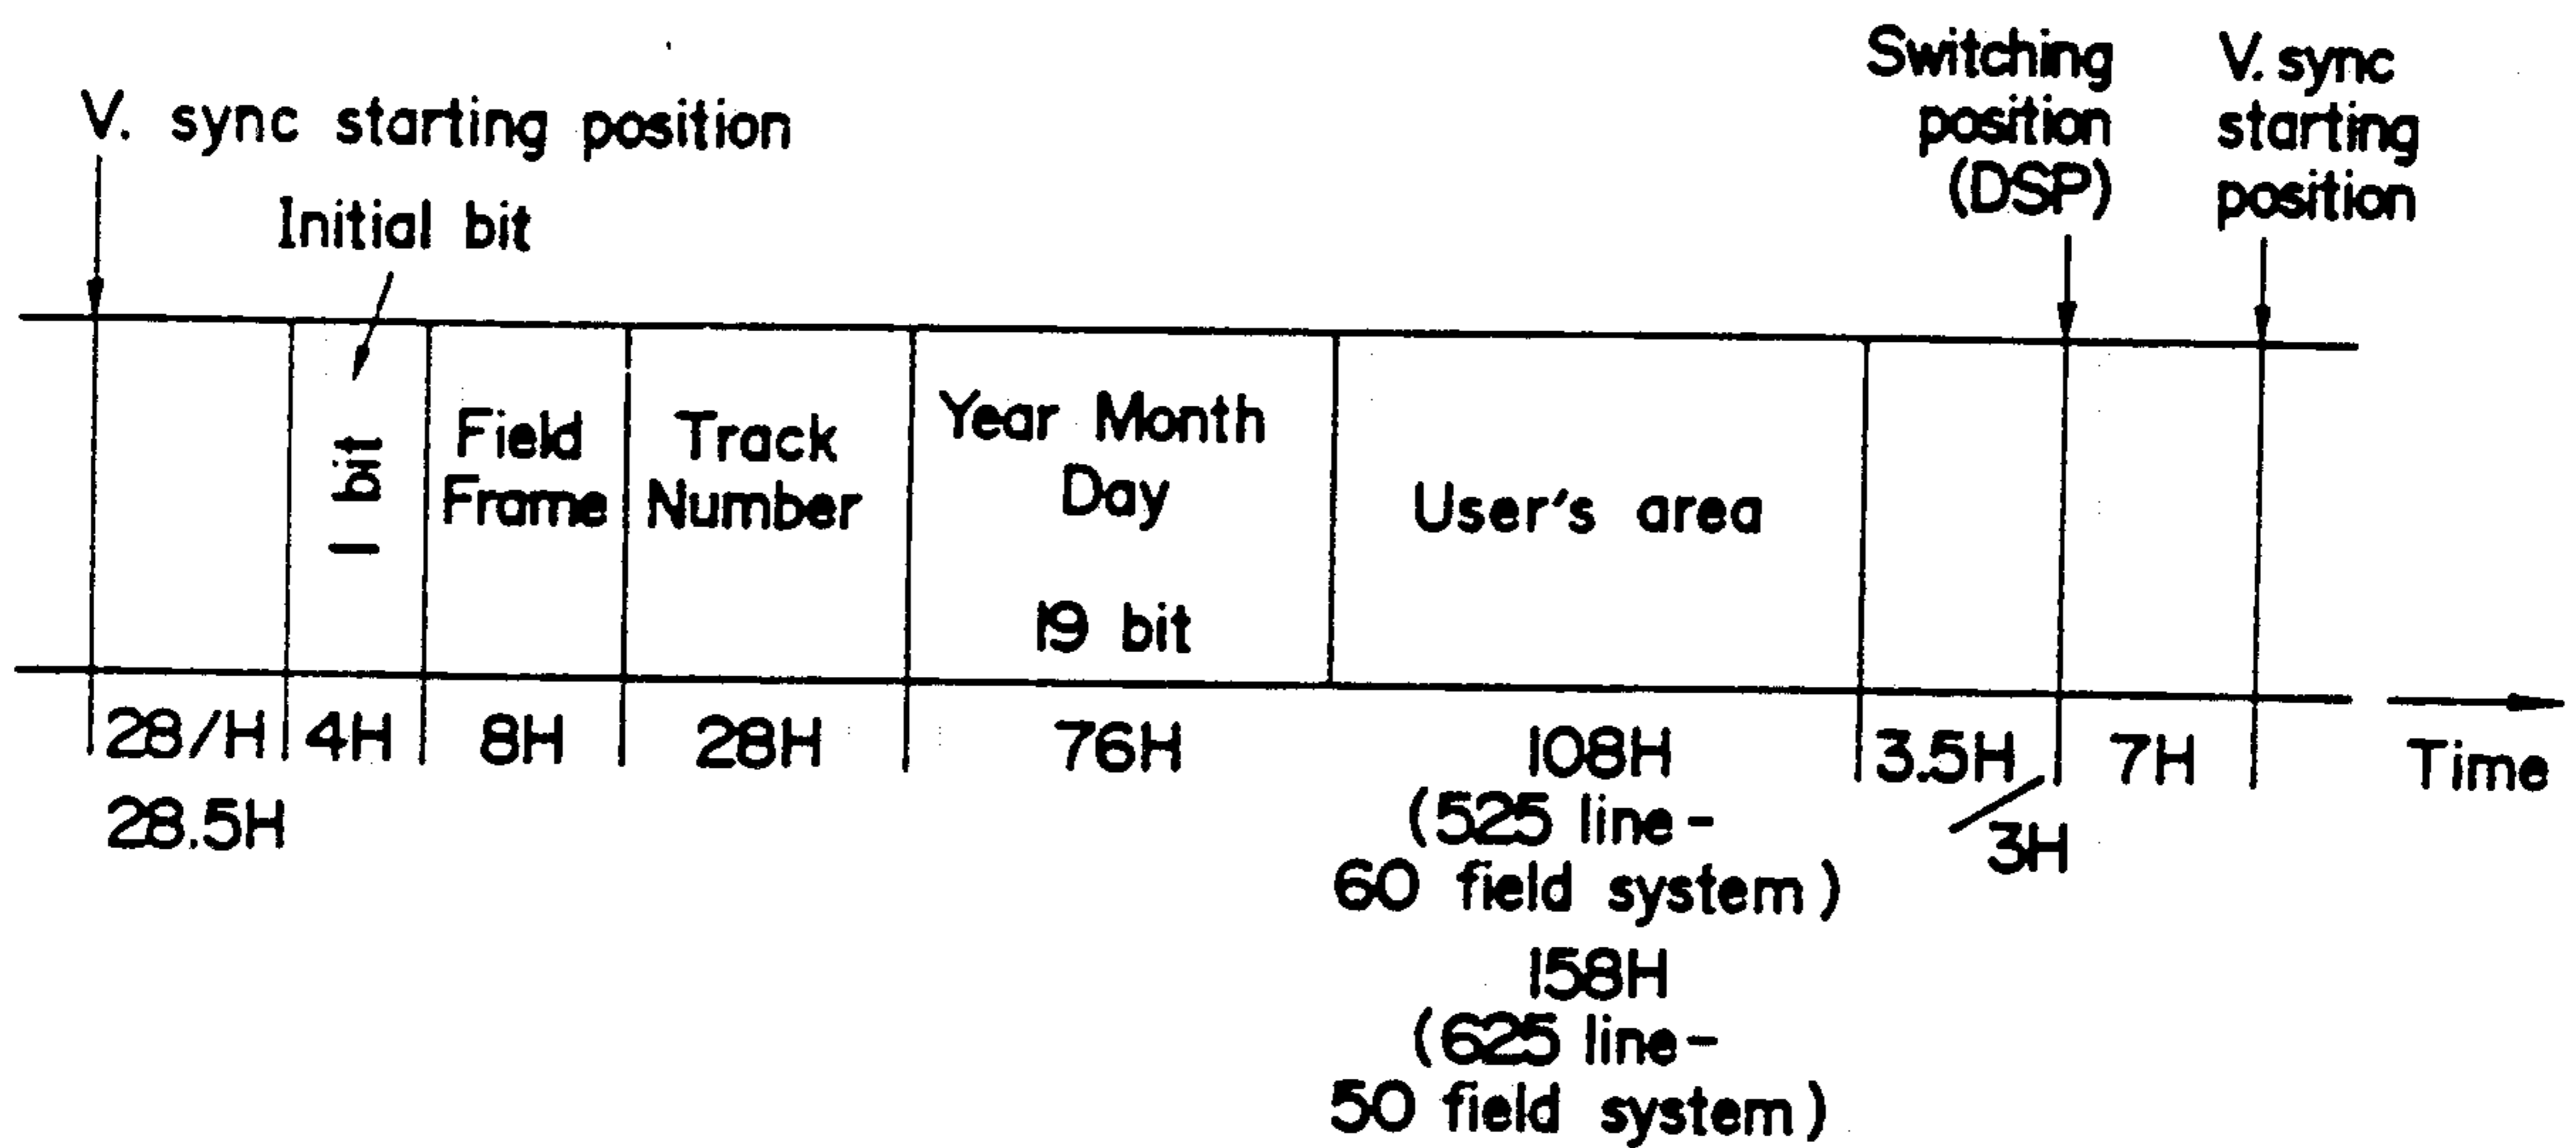 V. sync starting position
Initial bit
Switching
position
(DSP)
V. sync
starting
position
1 bit
Field
Frame
Track
Number
Year Month
Day
19 bit
User's area
28/H
28.5H
4H
8H
28H
76H
108H
(525 line-
60 field system)
158H
(625 line-
50 field system)
3.5H
/
3H
7H
Time